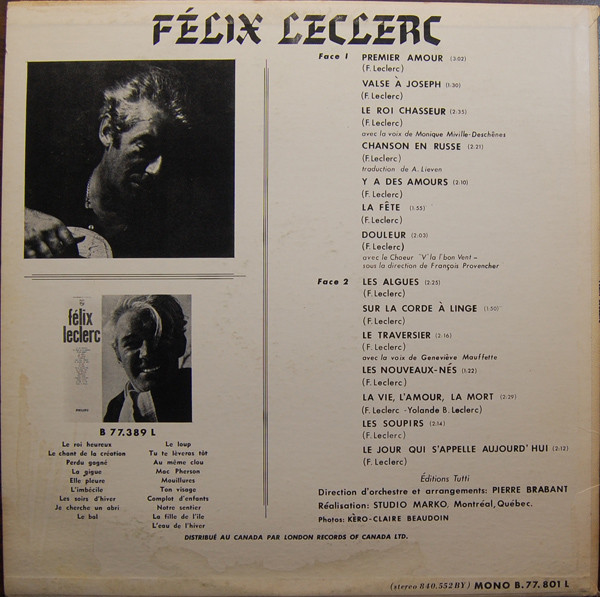 FÉLIX LECLERC
Face 1 PREMIER AMOUR (3:02)
(F. Leclerc)
VALSE À JOSEPH (1:30)
(F. Leclerc)
LE ROI CHASSEUR (2:35)
(F. Leclerc)
avec la voix de Monique Miville-Deschênes
CHANSON EN RUSSE (2:21)
(F. Leclerc)
traduction de A. Lieven
Y A DES AMOURS (2:10)
(F. Leclerc)
LA FÊTE (1:55)
(F. Leclerc)
DOULEUR (2:03)
(F. Leclerc)
avec le Choeur "V'la l'bon Vent"
sous la direction de François Provencher
Face 2 LES ALGUES (2:25)
(F. Leclerc)
SUR LA CORDE À LINGE (1:50)
(F. Leclerc)
LE TRAVERSIER (2:16)
(F. Leclerc)
avec la voix de Geneviève Mauffette
LES NOUVEAUX-NÉS (1:22)
(F. Leclerc)
LA VIE, L'AMOUR, LA MORT (2:29)
(F. Leclerc - Yolande B. Leclerc)
LES SOUPIRS (2:14)
(F. Leclerc)
LE JOUR QUI S'APPELLE AUJOURD'HUI (2:12)
(F. Leclerc)
Éditions Tutti
Direction d'orchestre et arrangements: PIERRE BRABANT
Réalisation: STUDIO MARKO, Montréal, Québec.
Photos: KÈRO-CLAIRE BEAUDOIN
félix
leclerc
B 77.389 L
Le roi heureux
Le chant de la création
Perdu gagné
La gigue
Elle pleure
L'imbécile
Les soirs d'hiver
Je cherche un abri
Le bal
Le loup
Tu te lèveras tôt
Au même clou
Mac Pherson
Mouillures
Ton visage
Complot d'enfants
Notre sentier
La fille de l'île
L'eau de l'hiver
DISTRIBUÉ AU CANADA PAR LONDON RECORDS OF CANADA LTD.
(stereo 840.552 BY) MONO B. 77. 801 L